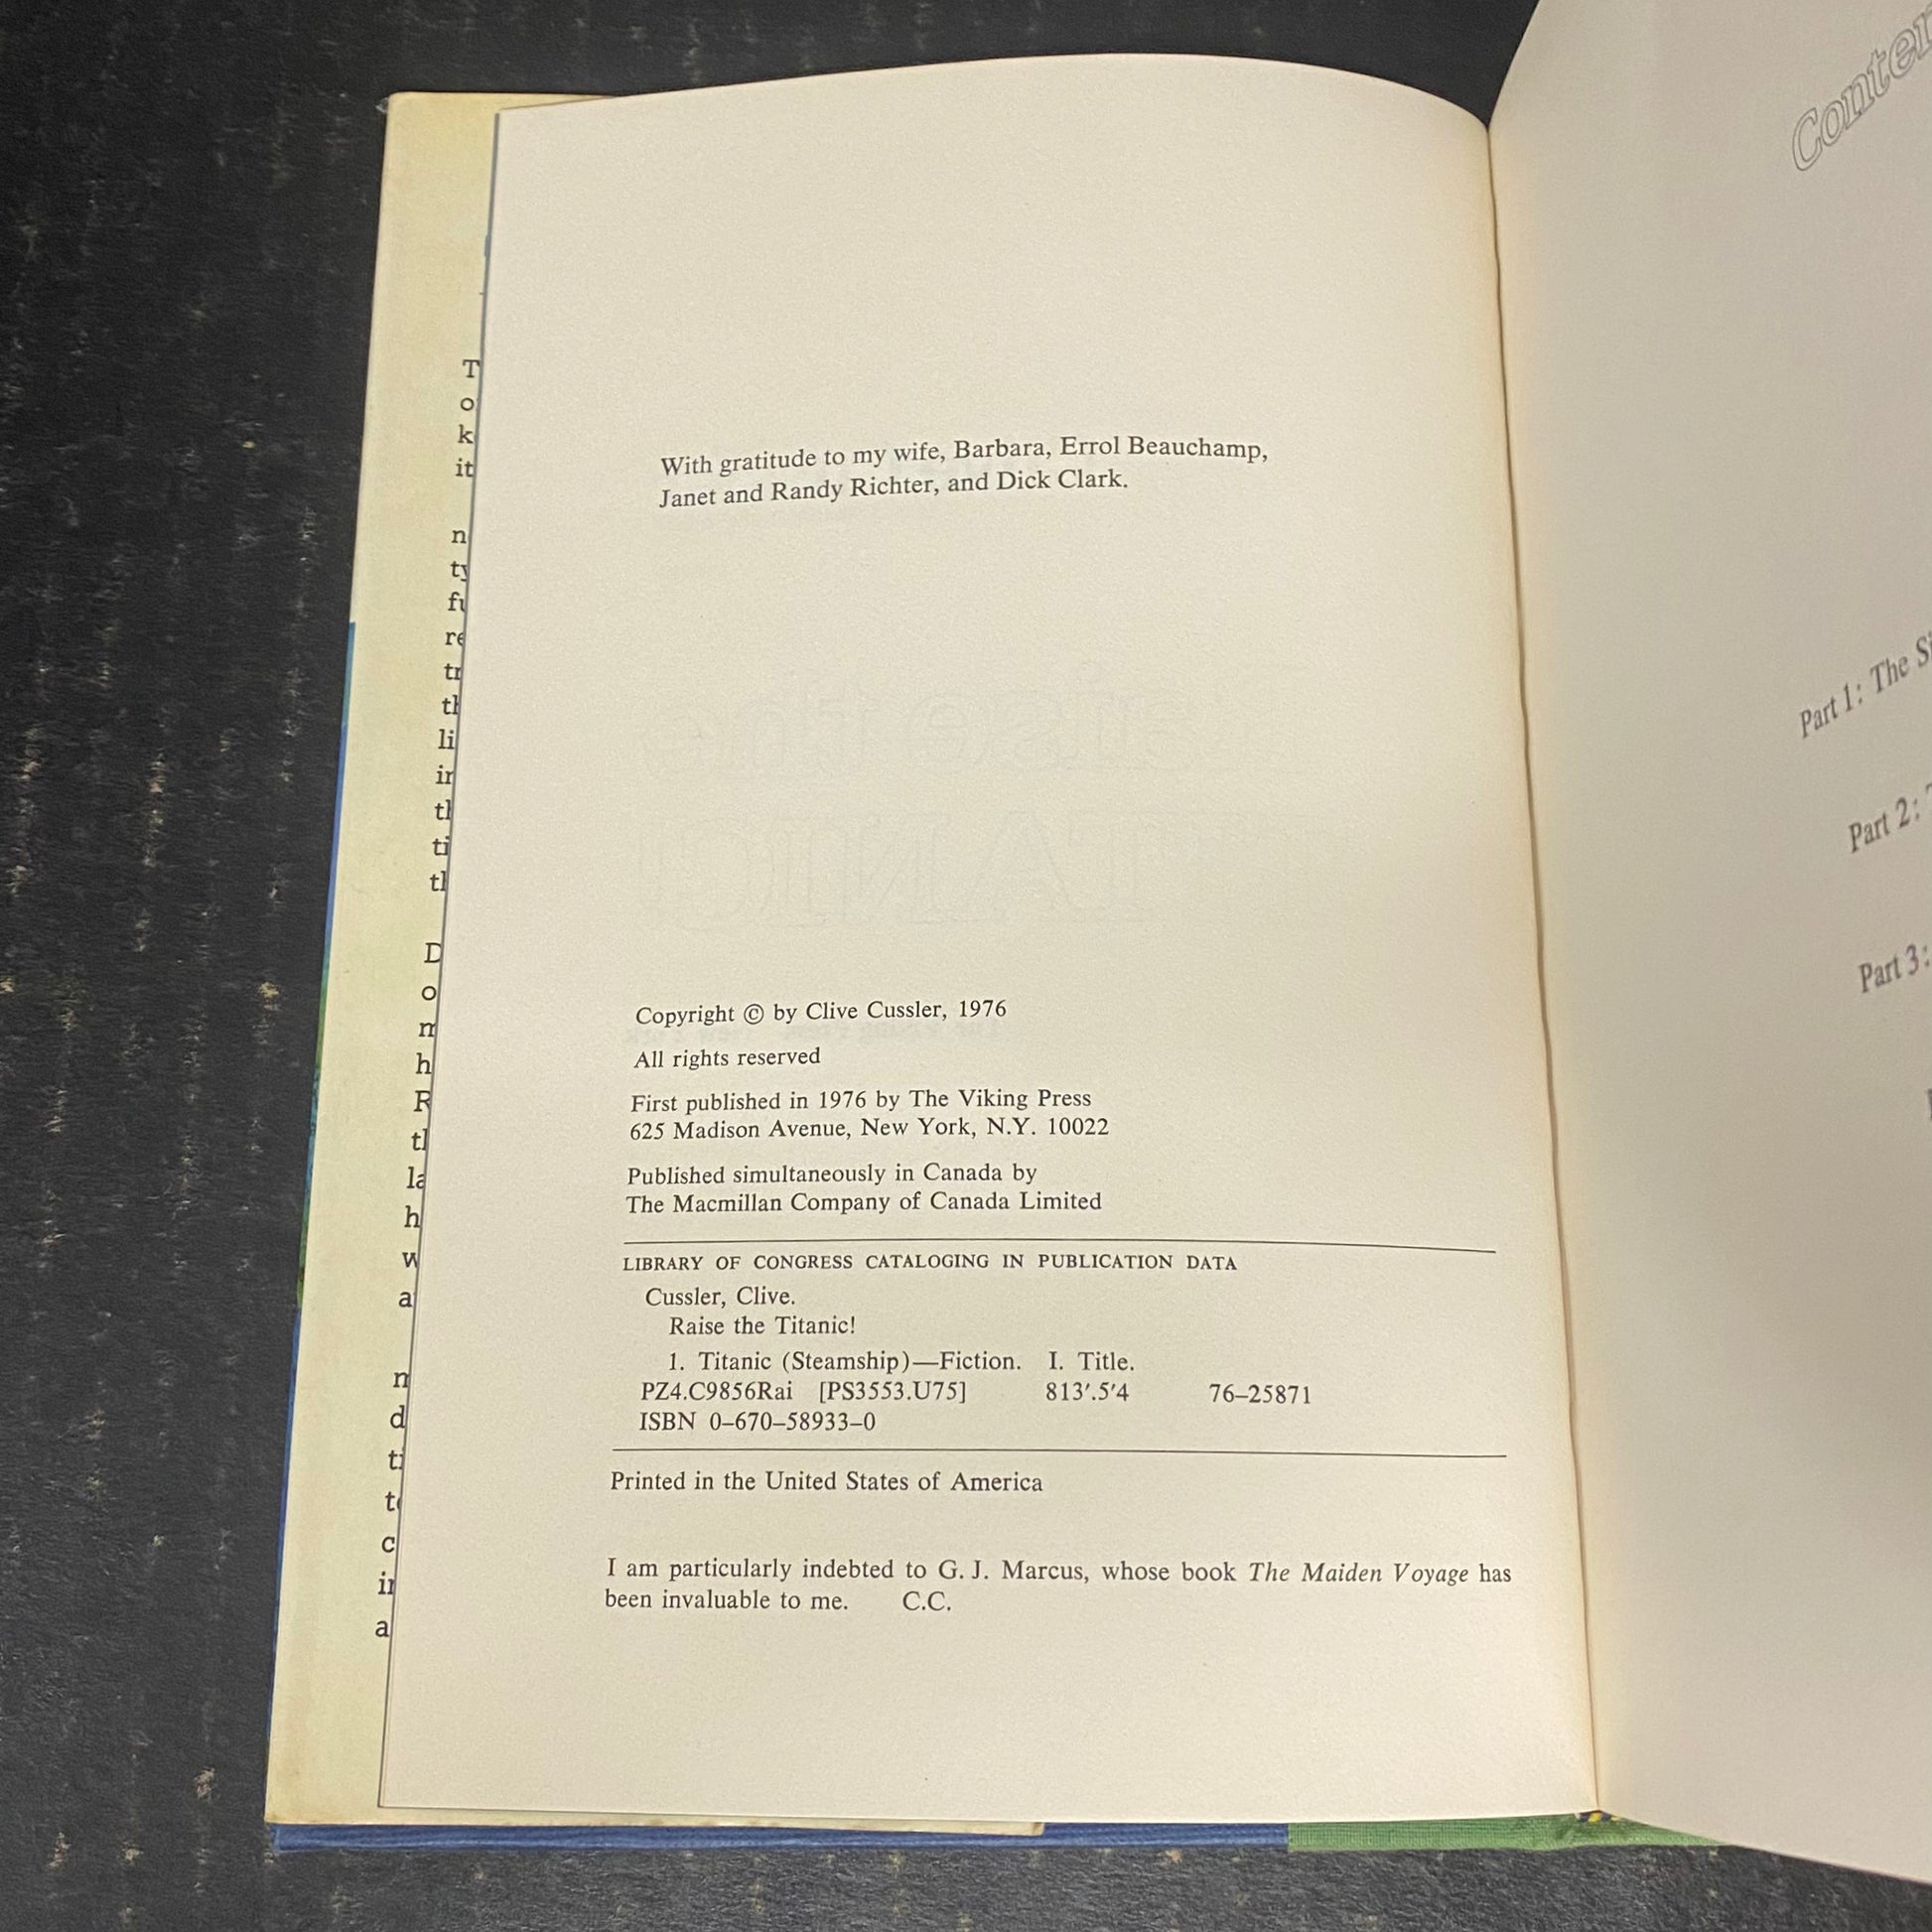 With gratitude to my wife, Barbara, Errol Beauchamp,
Janet and Randy Richter, and Dick Clark.
Copyright © by Clive Cussler, 1976
All rights reserved
First published in 1976 by The Viking Press
625 Madison Avenue, New York, N.Y. 10022
Published simultaneously in Canada by
The Macmillan Company of Canada Limited
LIBRARY OF CONGRESS CATALOGING IN PUBLICATION DATA
Cussler, Clive.
Raise the Titanic!
1. Titanic (Steamship)—Fiction. I. Title.
PZ4.C9856Rai [PS3553.U75] 813'.5'4 76–25871
ISBN 0–670–58933–0
Printed in the United States of America
I am particularly indebted to G. J. Marcus, whose book The Maiden Voyage has
been invaluable to me. C.C.
Part 1: The
Part 2:
Part 3: